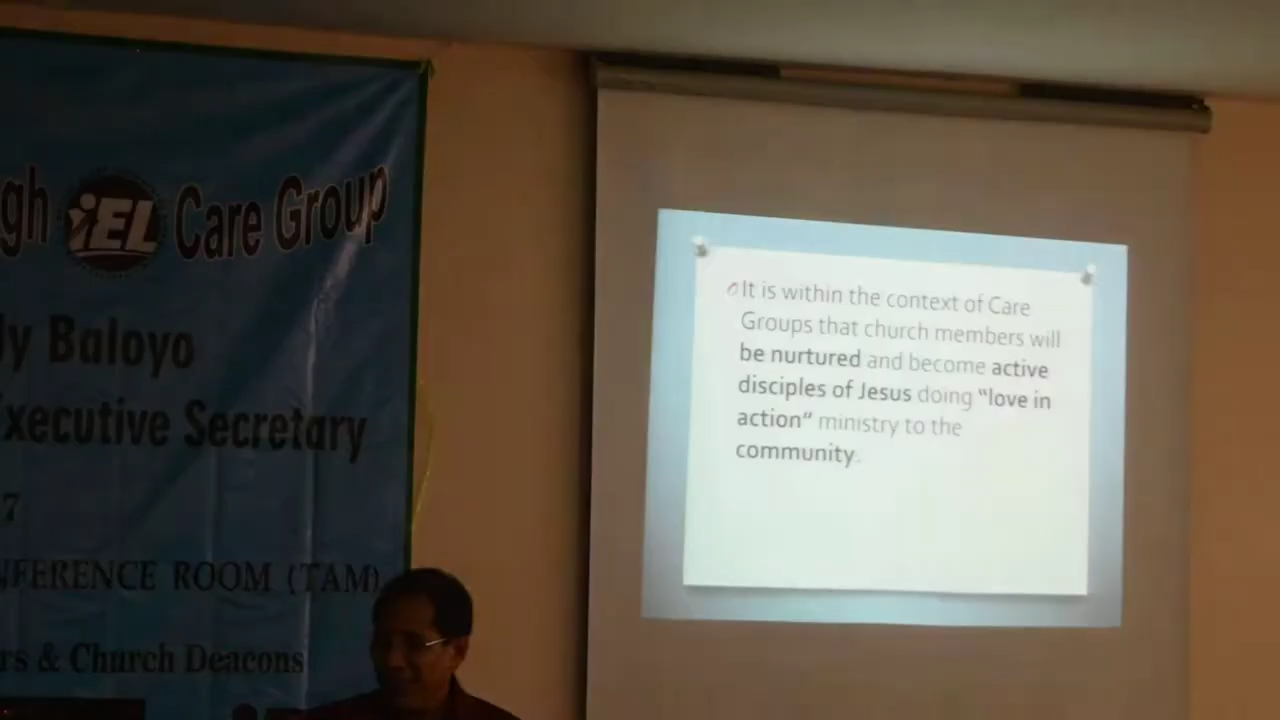 gh iEL Care Group
ly Baloyo
Executive Secretary
7
NFERENCE ROOM (TAM)
rs & Church Deacons
It is within the context of Care
Groups that church members will
be nurtured and become active
disciples of Jesus doing "love in
action" ministry to the
community.